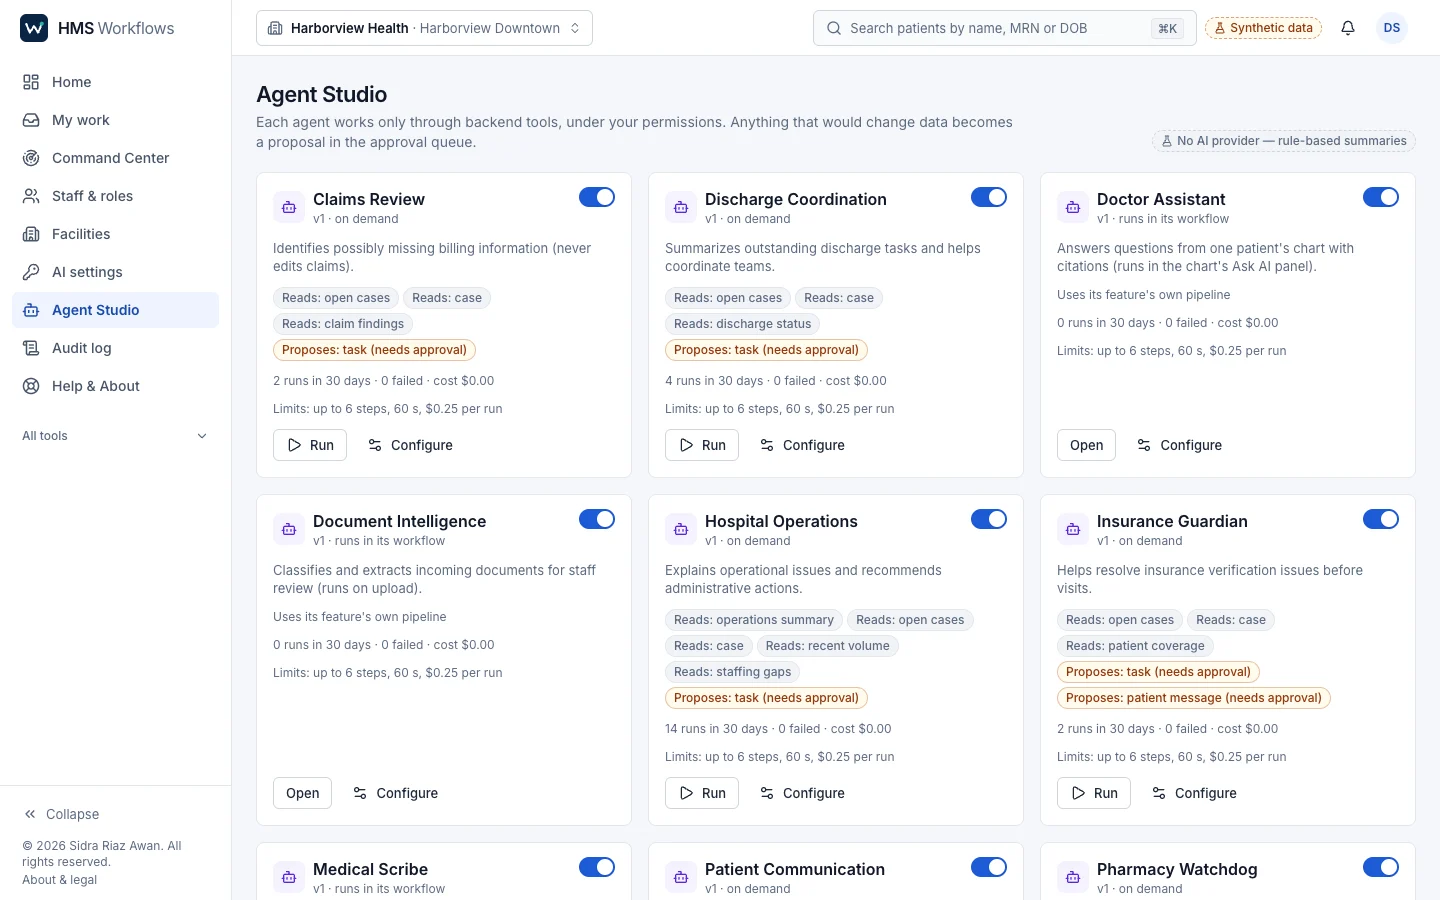 HMS Workflows
Harborview Health · Harborview Downtown
Search patients by name, MRN or DOB
⌘K
Synthetic data
DS
Home
My work
Command Center
Staff & roles
Facilities
AI settings
Agent Studio
Audit log
Help & About
All tools
Collapse
© 2026 Sidra Riaz Awan. All
rights reserved.
About & legal
Agent Studio
Each agent works only through backend tools, under your permissions. Anything that would change data becomes
a proposal in the approval queue.
No AI provider — rule-based summaries
Claims Review
v1 · on demand
Identifies possibly missing billing information (never
edits claims).
Reads: open cases
Reads: case
Reads: claim findings
Proposes: task (needs approval)
2 runs in 30 days · 0 failed · cost $0.00
Limits: up to 6 steps, 60 s, $0.25 per run
Run
Configure
Discharge Coordination
v1 · on demand
Summarizes outstanding discharge tasks and helps
coordinate teams.
Reads: open cases
Reads: case
Reads: discharge status
Proposes: task (needs approval)
4 runs in 30 days · 0 failed · cost $0.00
Limits: up to 6 steps, 60 s, $0.25 per run
Run
Configure
Doctor Assistant
v1 · runs in its workflow
Answers questions from one patient's chart with
citations (runs in the chart's Ask AI panel).
Uses its feature's own pipeline
0 runs in 30 days · 0 failed · cost $0.00
Limits: up to 6 steps, 60 s, $0.25 per run
Open
Configure
Document Intelligence
v1 · runs in its workflow
Classifies and extracts incoming documents for staff
review (runs on upload).
Uses its feature's own pipeline
0 runs in 30 days · 0 failed · cost $0.00
Limits: up to 6 steps, 60 s, $0.25 per run
Open
Configure
Hospital Operations
v1 · on demand
Explains operational issues and recommends
administrative actions.
Reads: operations summary
Reads: open cases
Reads: case
Reads: recent volume
Reads: staffing gaps
Proposes: task (needs approval)
14 runs in 30 days · 0 failed · cost $0.00
Limits: up to 6 steps, 60 s, $0.25 per run
Run
Configure
Insurance Guardian
v1 · on demand
Helps resolve insurance verification issues before
visits.
Reads: open cases
Reads: case
Reads: patient coverage
Proposes: task (needs approval)
Proposes: patient message (needs approval)
2 runs in 30 days · 0 failed · cost $0.00
Limits: up to 6 steps, 60 s, $0.25 per run
Run
Configure
Medical Scribe
v1 · runs in its workflow
Patient Communication
v1 · on demand
Pharmacy Watchdog
v1 · on demand